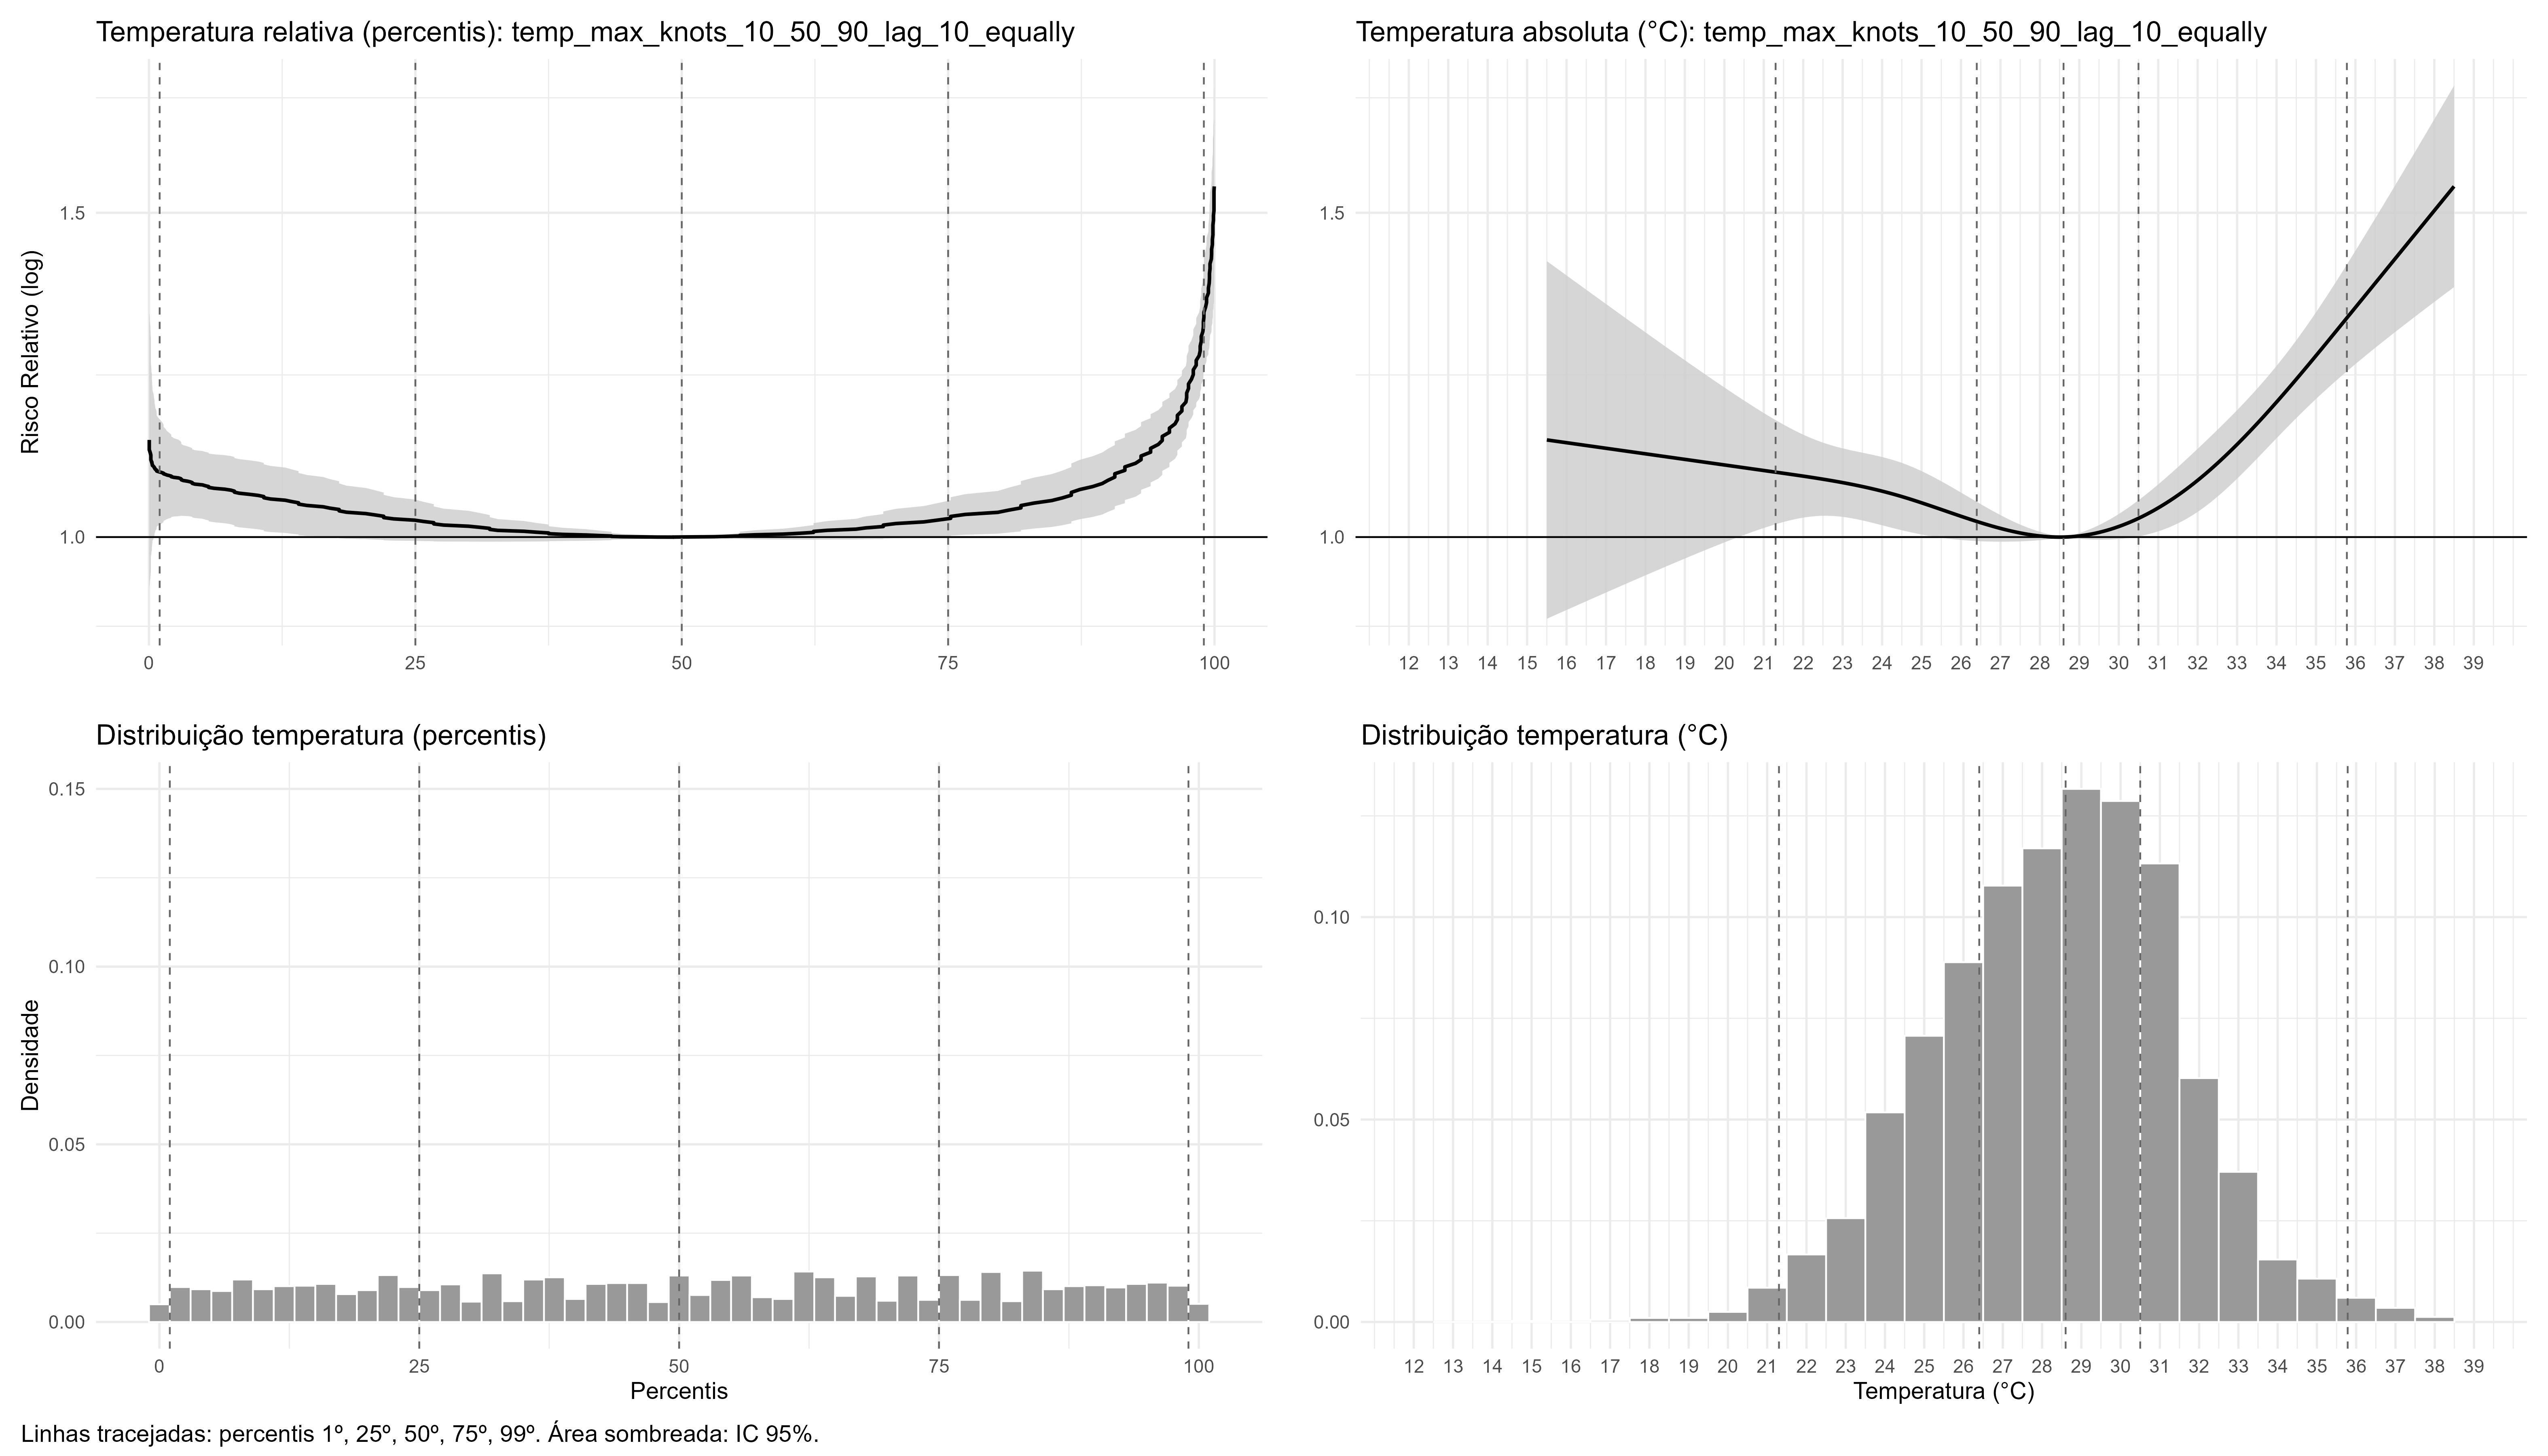 Temperatura relativa (percentis): temp_max_knots_10_50_90_lag_10_equally
Risco Relativo (log)
1.5
1.0
0 25 50 75 100
Temperatura absoluta (°C): temp_max_knots_10_50_90_lag_10_equally
1.5
1.0
12 13 14 15 16 17 18 19 20 21 22 23 24 25 26 27 28 29 30 31 32 33 34 35 36 37 38 39
Distribuição temperatura (percentis)
Densidade
0.15
0.10
0.05
0.00
0 25 50 75 100
Percentis
Distribuição temperatura (°C)
0.10
0.05
0.00
12 13 14 15 16 17 18 19 20 21 22 23 24 25 26 27 28 29 30 31 32 33 34 35 36 37 38 39
Temperatura (°C)
Linhas tracejadas: percentis 1º, 25º, 50º, 75º, 99º. Área sombreada: IC 95%.